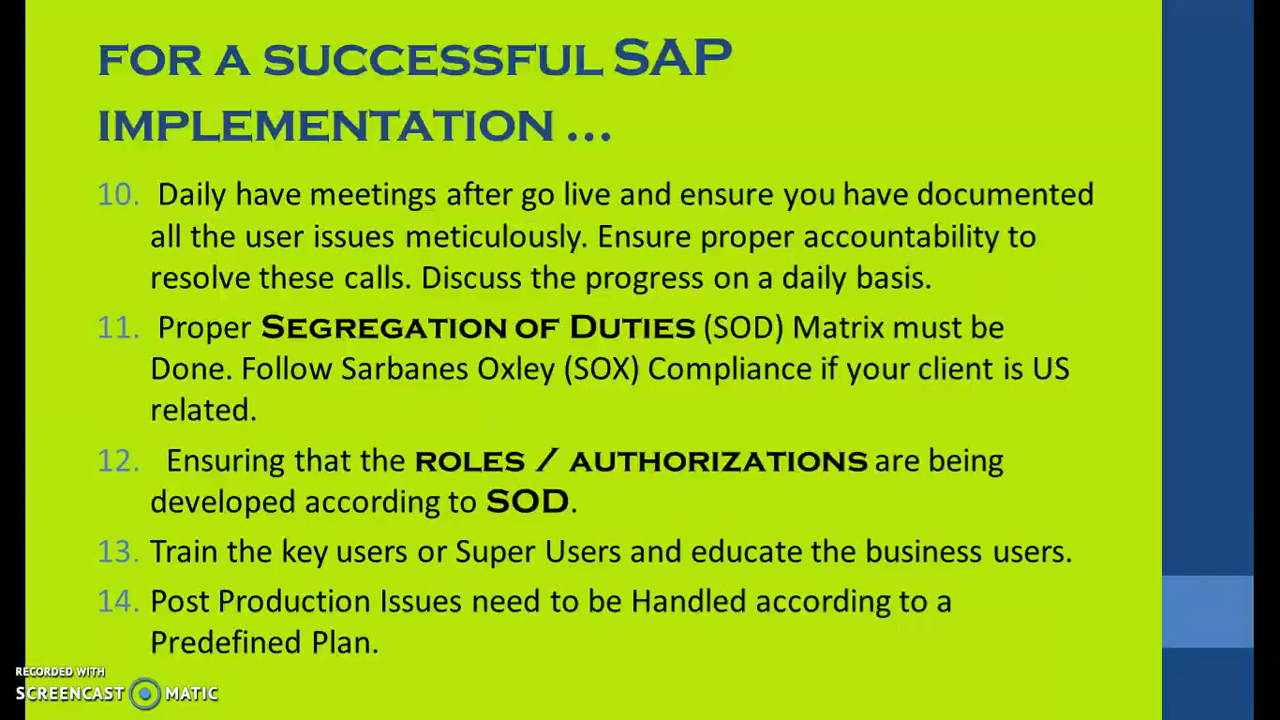 FOR A SUCCESSFUL SAP
IMPLEMENTATION ...
10. Daily have meetings after go live and ensure you have documented
all the user issues meticulously. Ensure proper accountability to
resolve these calls. Discuss the progress on a daily basis.
11. Proper SEGREGATION OF DUTIES (SOD) Matrix must be
Done. Follow Sarbanes Oxley (SOX) Compliance if your client is US
related.
12. Ensuring that the ROLES / AUTHORIZATIONS are being
developed according to SOD.
13. Train the key users or Super Users and educate the business users.
14. Post Production Issues need to be Handled according to a
Predefined Plan.
RECORDED WITH
SCREENCAST MATIC